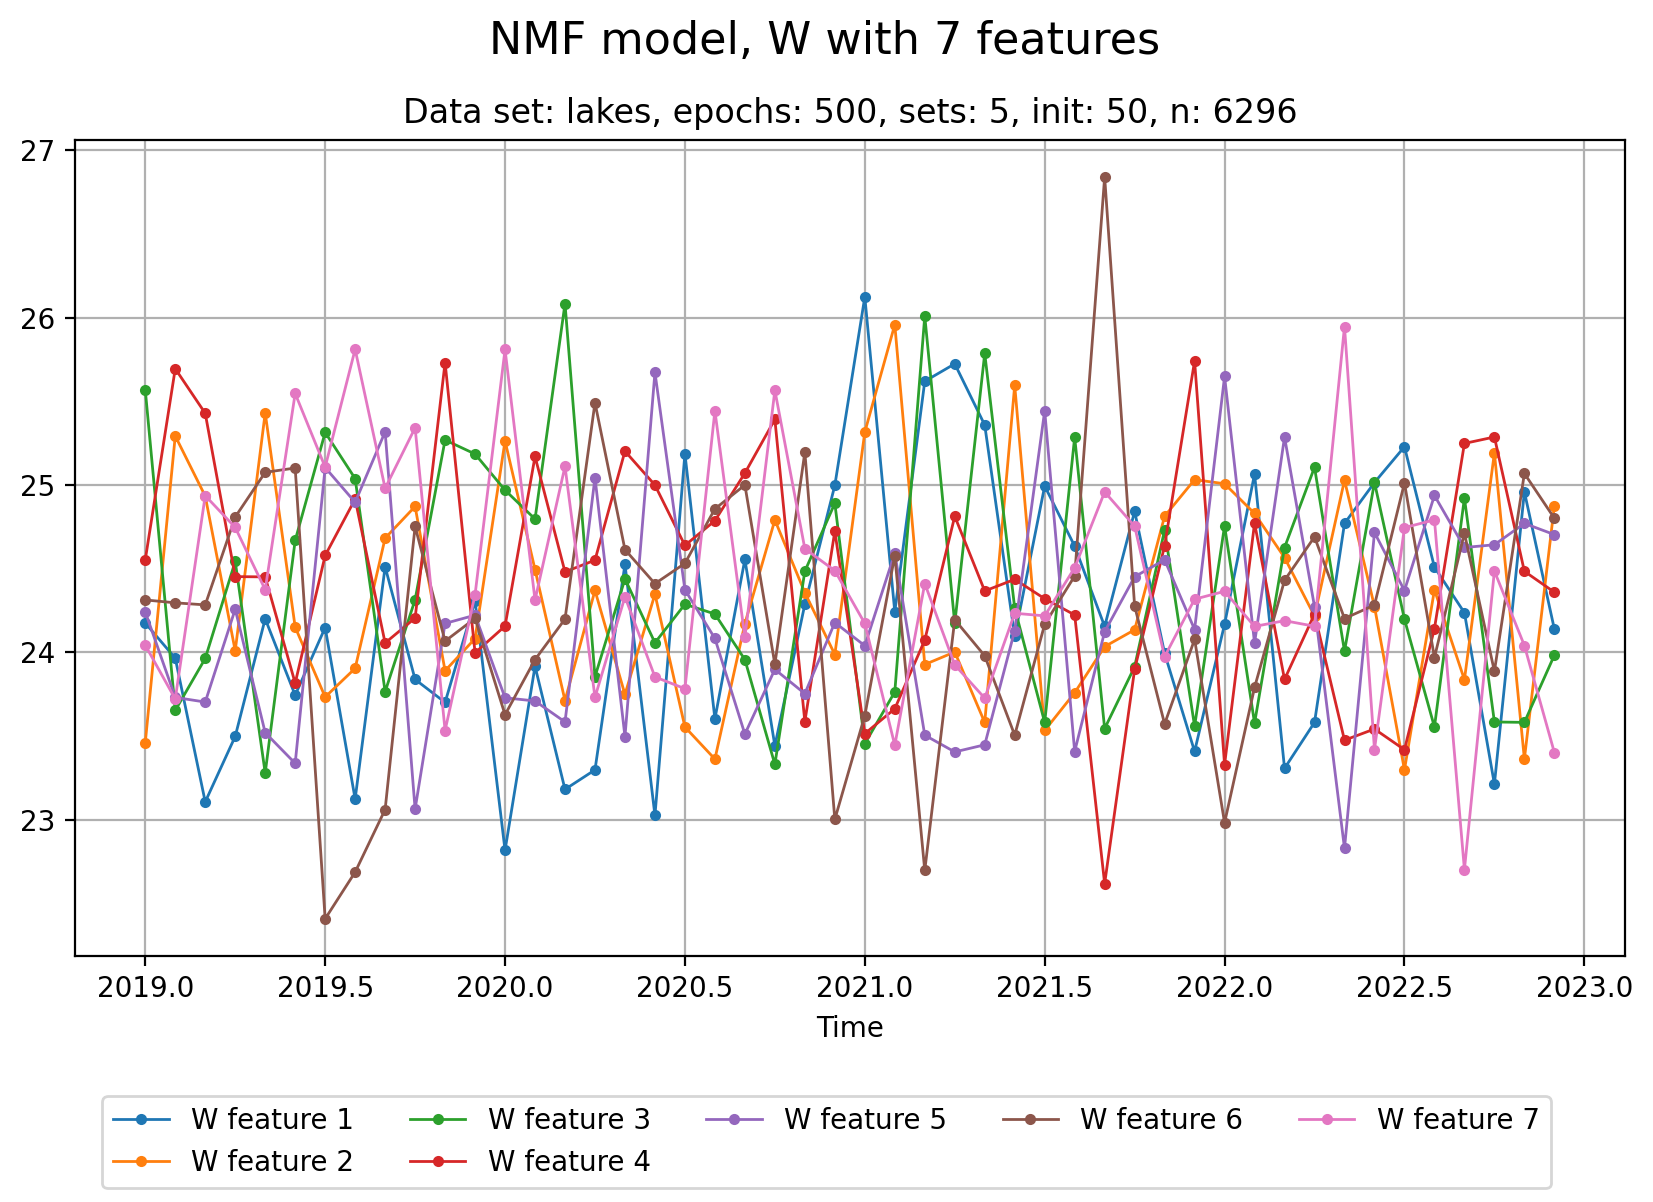 NMF model, W with 7 features
Data set: lakes, epochs: 500, sets: 5, init: 50, n: 6296
27
26
25
24
23
2019.0 2019.5 2020.0 2020.5 2021.0 2021.5 2022.0 2022.5 2023.0
Time
W feature 1 W feature 3 W feature 5 W feature 6 W feature 7
W feature 2 W feature 4